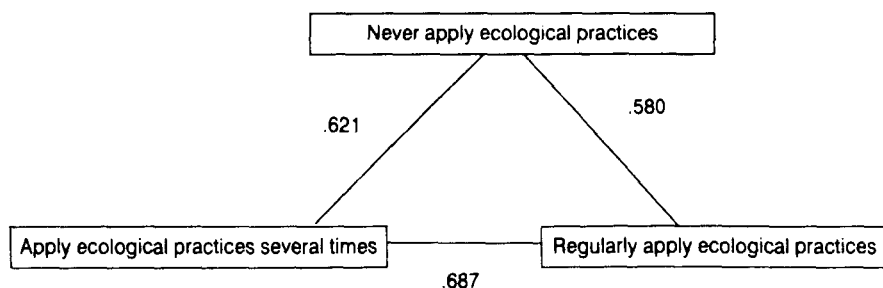 Never apply ecological practices
.621
.580
Apply ecological practices several times
Regularly apply ecological practices
.687